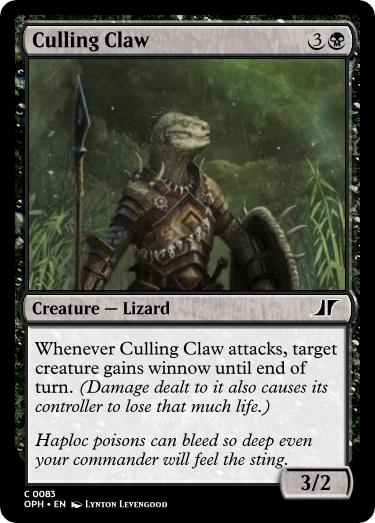 Culling Claw 3
Creature — Lizard
Whenever Culling Claw attacks, target
creature gains winnow until end of
turn. (Damage dealt to it also causes its
controller to lose that much life.)
Haploc poisons can bleed so deep even
your commander will feel the sting.
3/2
C 0083
OPH • EN Lynton Levengood